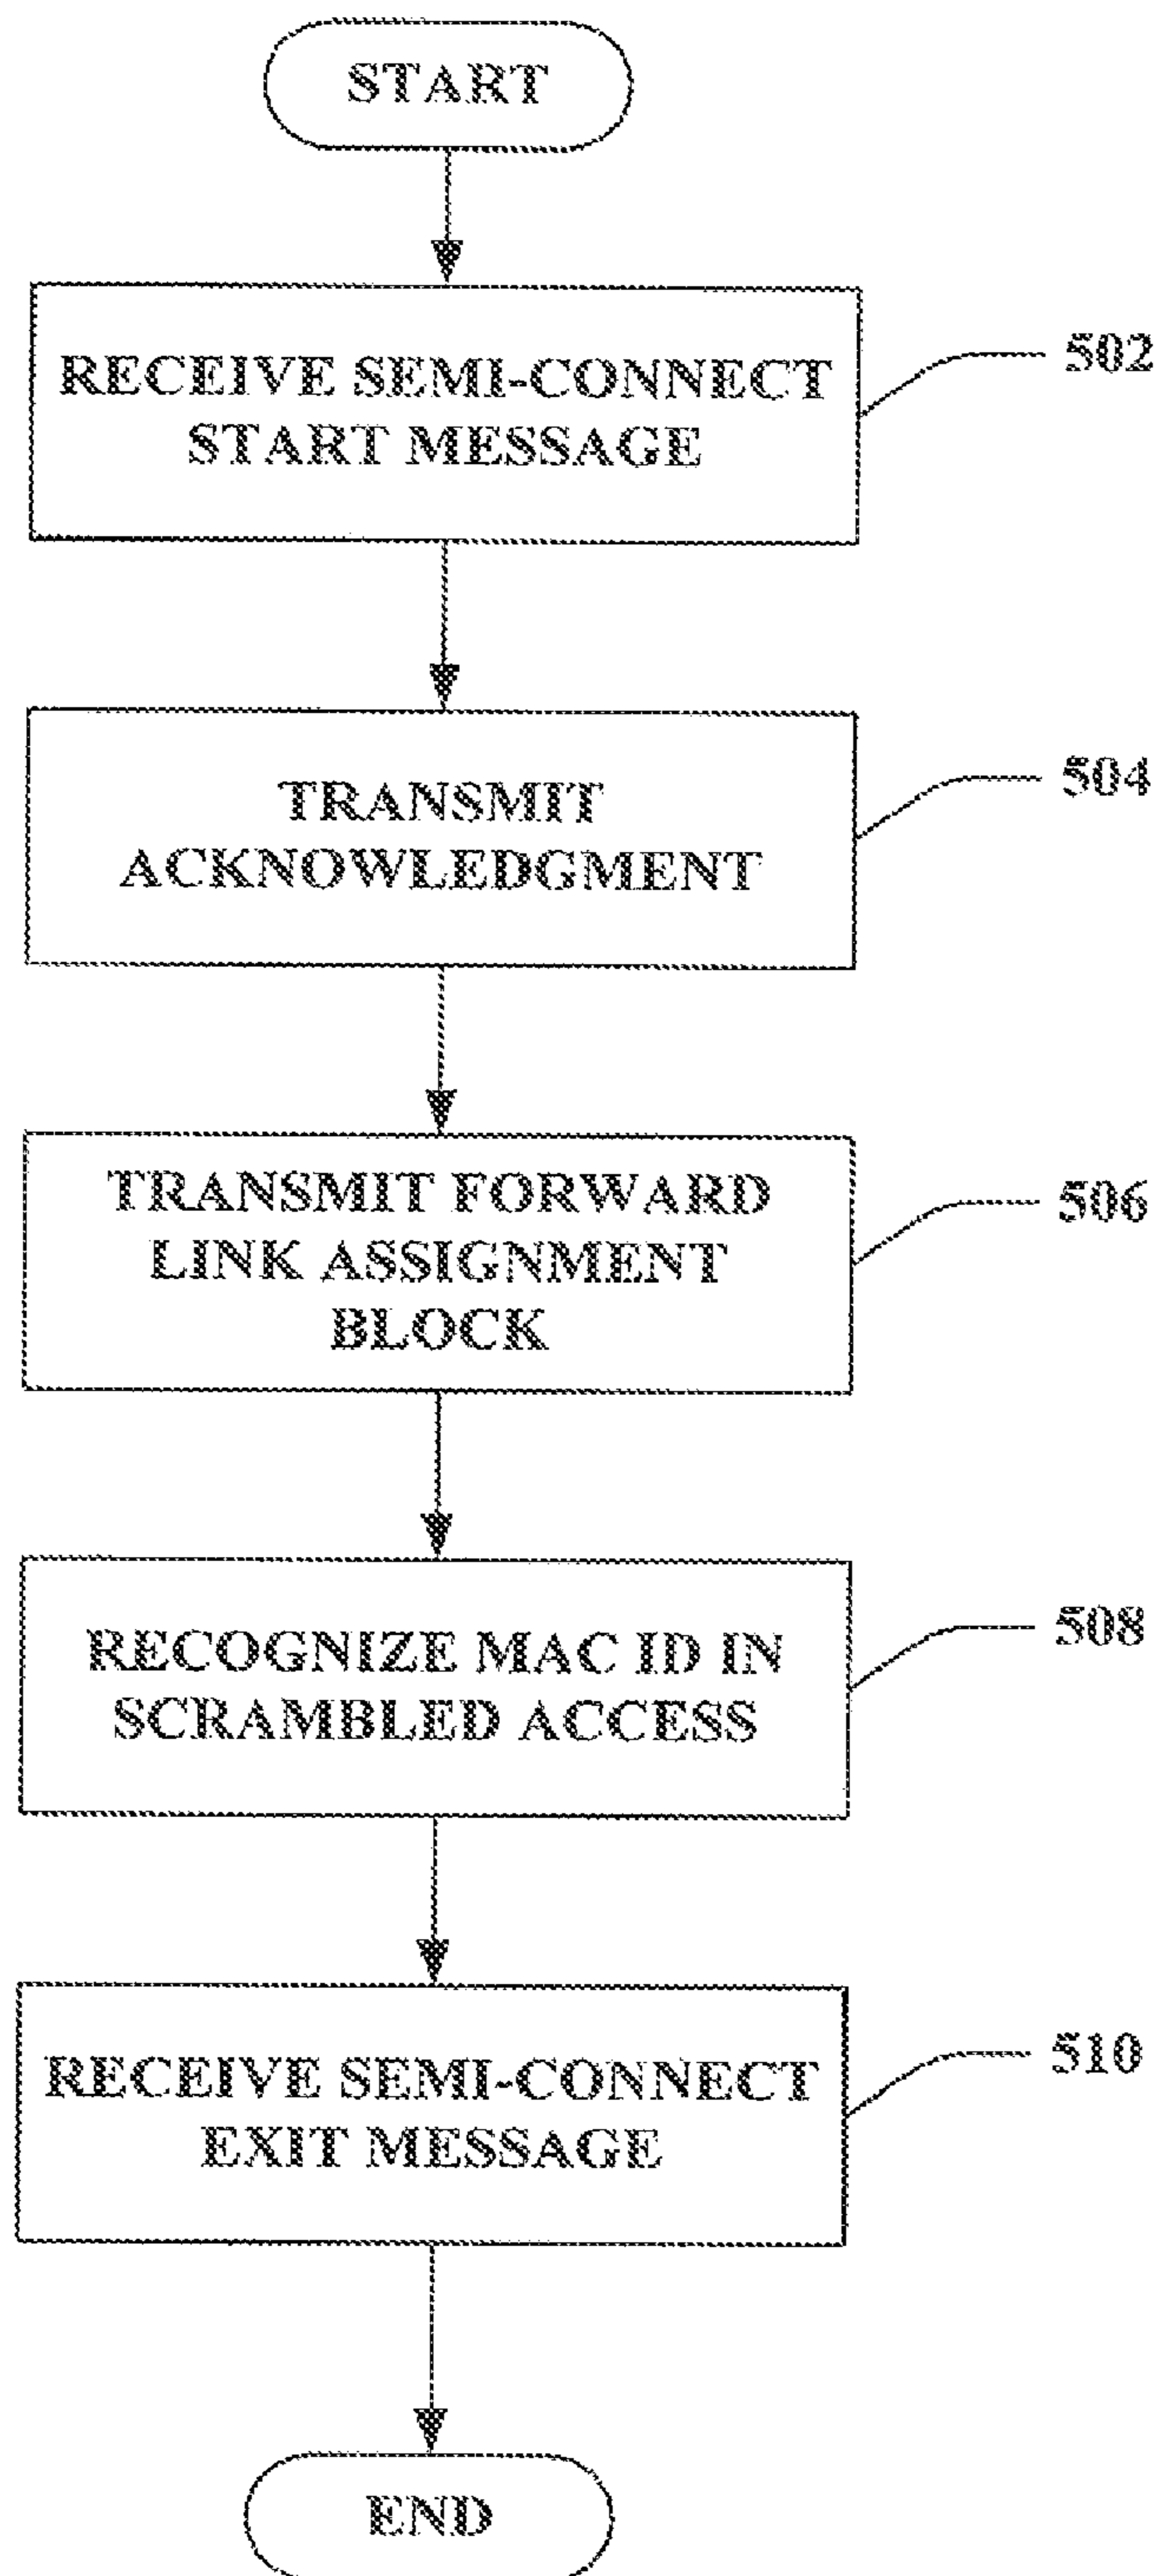 START
RECEIVE SEMI-CONNECT
START MESSAGE
502
TRANSMIT
ACKNOWLEDGMENT
504
TRANSMIT FORWARD
LINK ASSIGNMENT
BLOCK
506
RECOGNIZE MAC ID IN
SCRAMBLED ACCESS
508
RECEIVE SEMI-CONNECT
EXIT MESSAGE
510
END